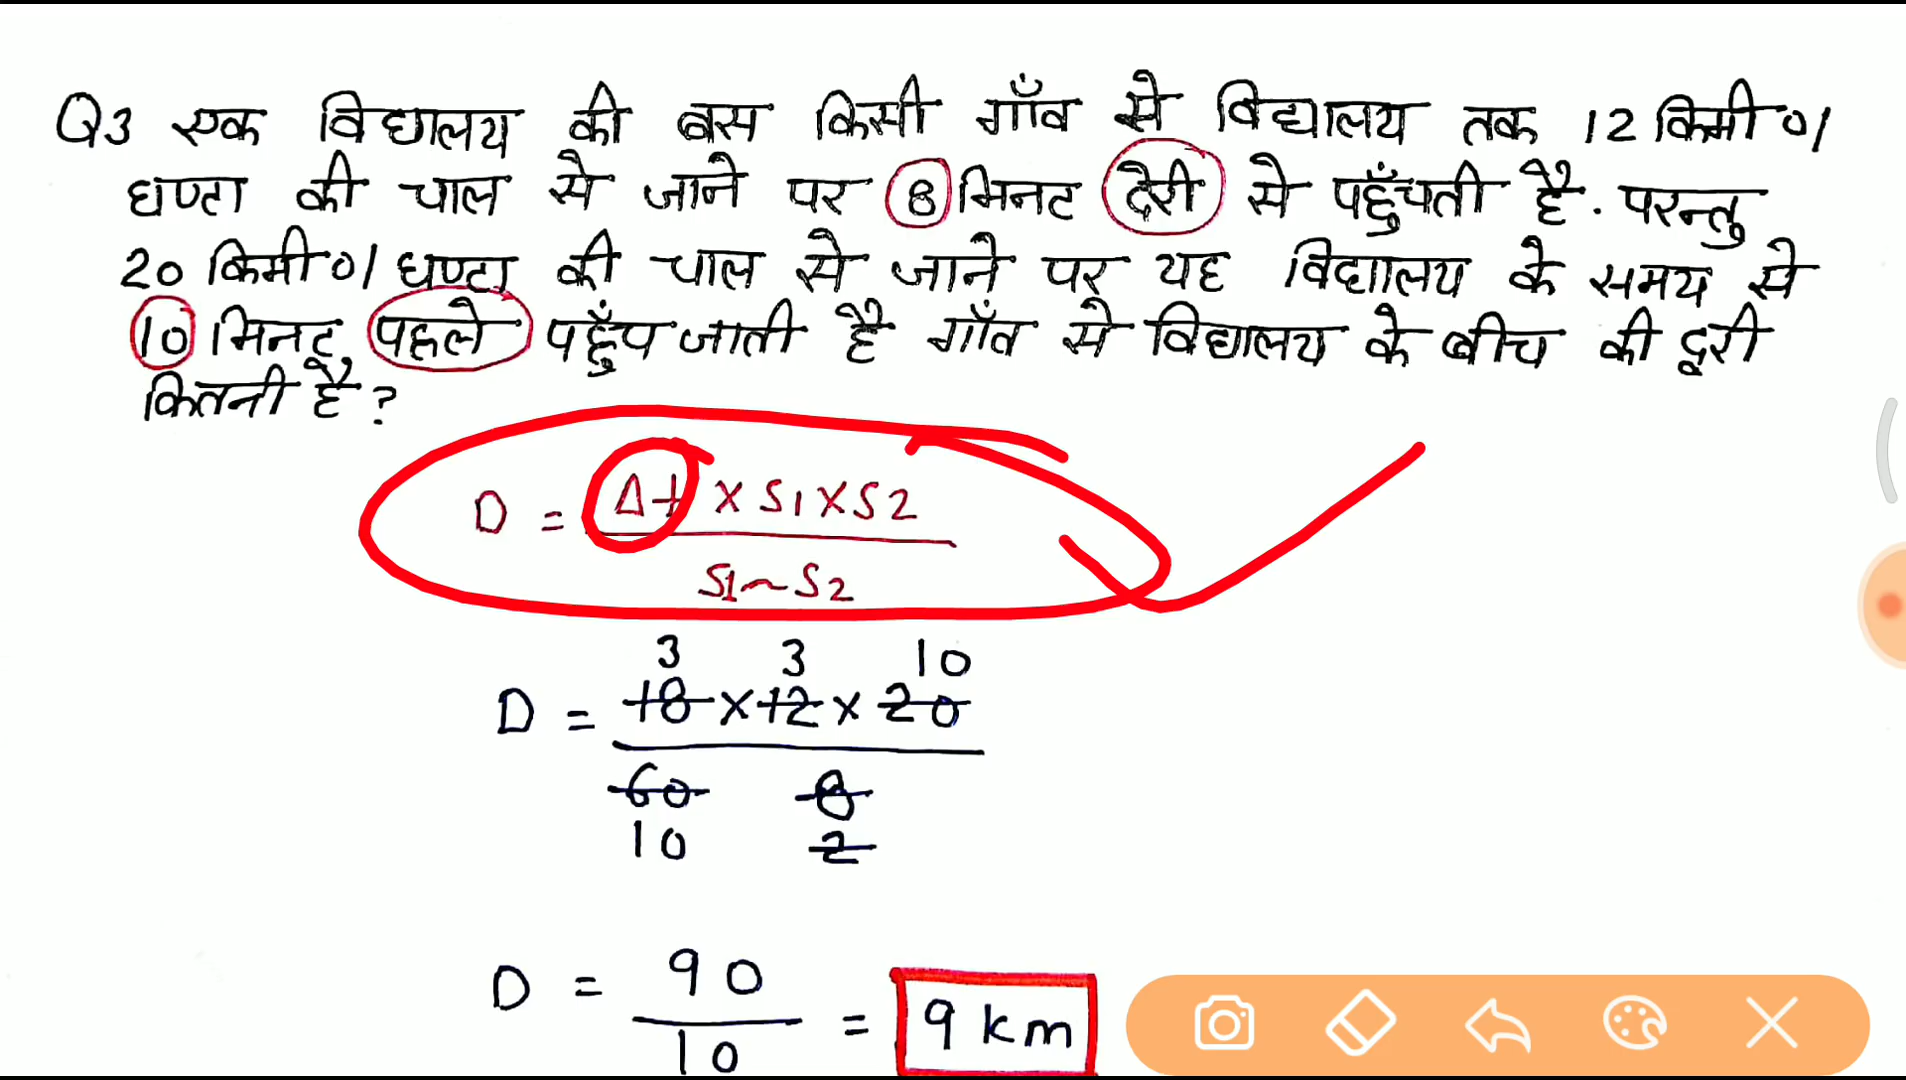 Q3 एक विद्यालय की बस किसी गाँव से विद्यालय तक 12 किमी०/
घण्टा की चाल से जाने पर 8 मिनट देरी से पहुँचती है. परन्तु
20 किमी०/घण्टा की चाल से जाने पर यह विद्यालय के समय से
10 मिनट पहले पहुँच जाती है गाँव से विद्यालय के बीच की दूरी
कितनी है ?
D = Δt × S1 × S2
S1 ~ S2
3 3 10
D = 18 × 12 × 20
60 8
10 2
D = 90
10
= 9 km